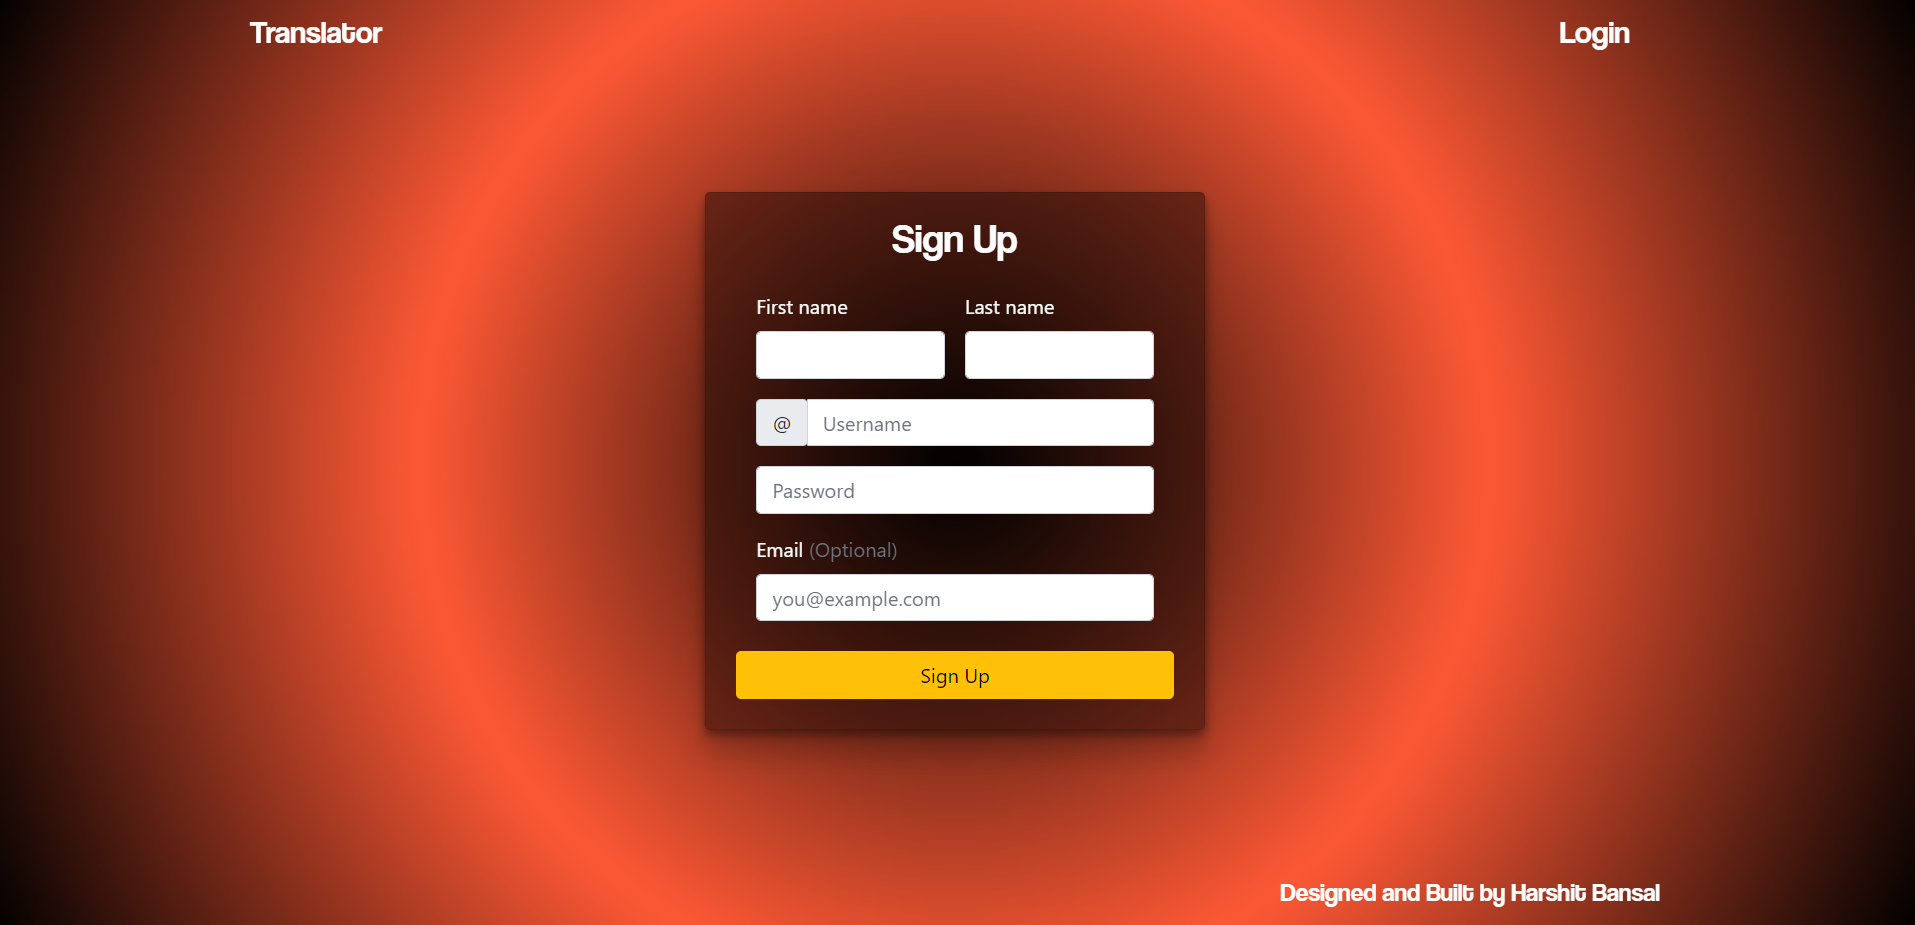 Translator
Login
Sign Up
First name
Last name
@ Username
Password
Email (Optional)
you@example.com
Sign Up
Designed and Built by Harshit Bansal